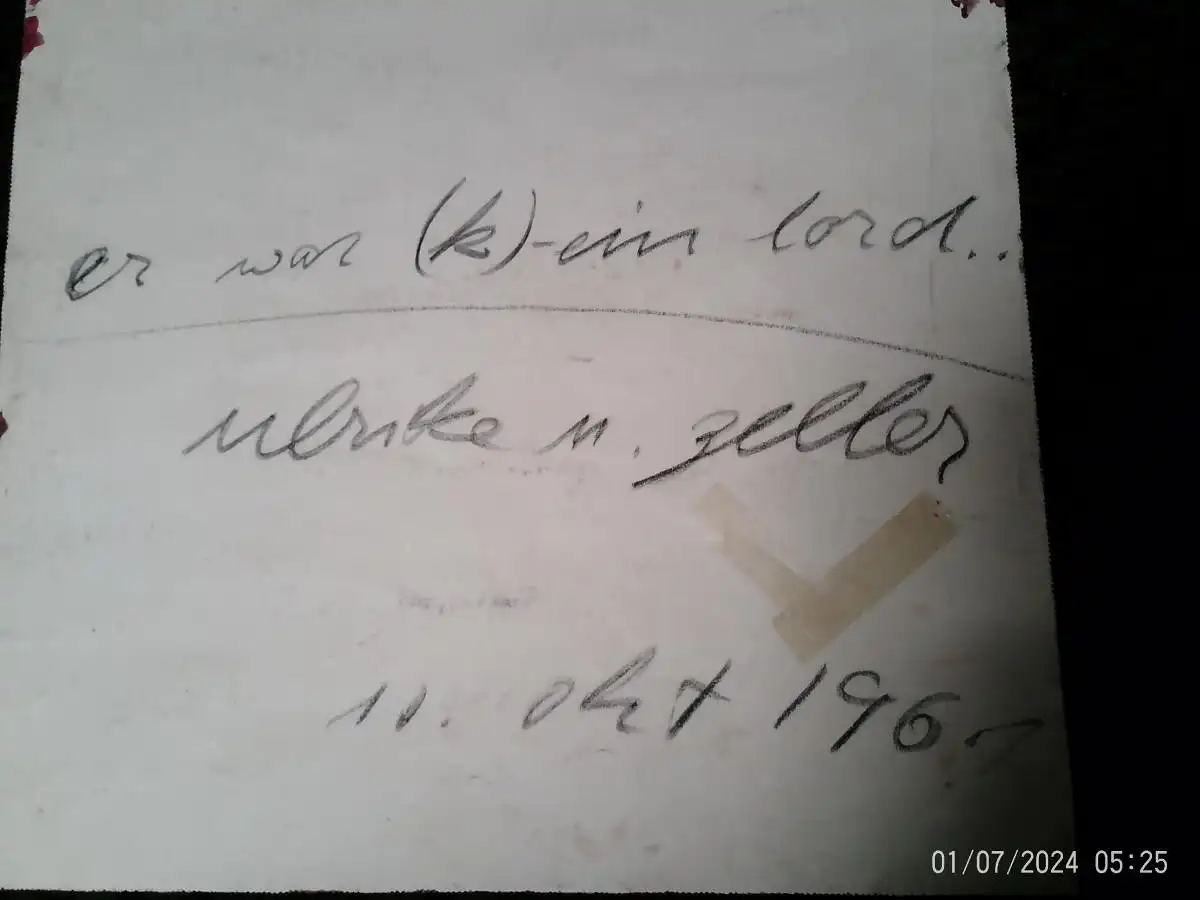 er war (k)-ein lord..
ulrike n. zeller
11. okt 196
01/07/2024 05:25